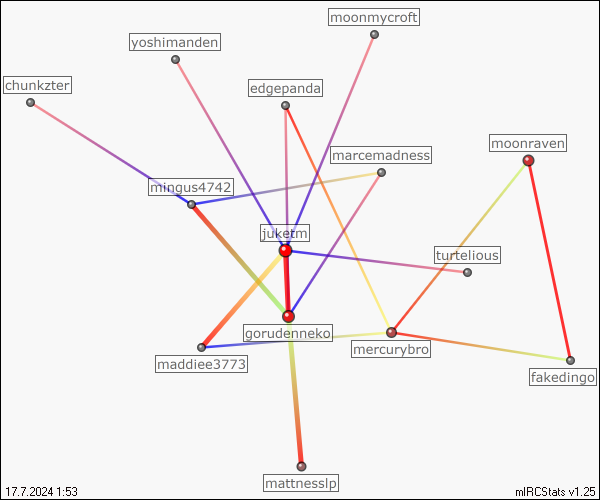 moonmycroft
yoshimanden
chunkzter
edgepanda
moonraven
marcemadness
mingus4742
juketm
turtelious
gorudenneko
mercurybro
maddiee3773
fakedingo
mattnesslp
17.7.2024 1:53
mIRCStats v1.25